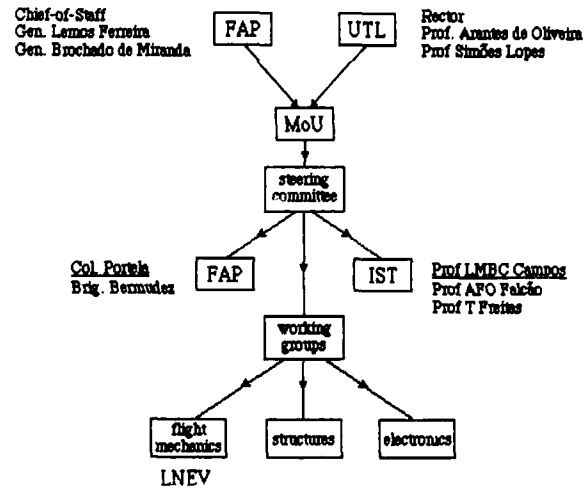 Chief-of-Staff
Gen. Lemos Ferreira
Gen. Brochado de Miranda
FAP
UTL
Rector
Prof. Arantes de Oliveira
Prof Simões Lopes
MoU
steering
committee
Col. Portela
Brig. Bermudez
FAP
IST
Prof LMBC Campos
Prof AFO Falcão
Prof T Freitas
working
groups
flight
mechanics
structures
electronics
LNEV